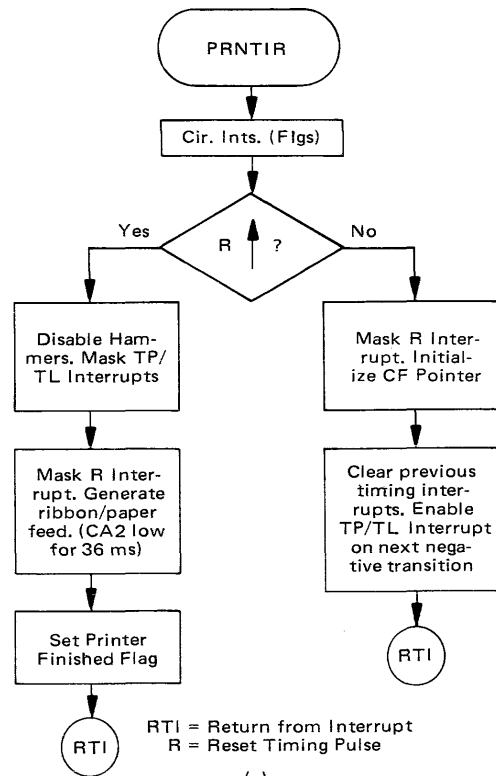 PRNTIR
Clr. Ints. (Flgs)
Yes
R ↑ ?
No
Disable Ham-
mers. Mask TP/
TL Interrupts
Mask R Inter-
rupt. Generate
ribbon/paper
feed. (CA2 low
for 36 ms)
Set Printer
Finished Flag
RTI
Mask R Inter-
rupt. Initial-
ize CF Pointer
Clear previous
timing inter-
rupts. Enable
TP/TL Interrupt
on next nega-
tive transition
RTI
RTI = Return from Interrupt
R = Reset Timing Pulse